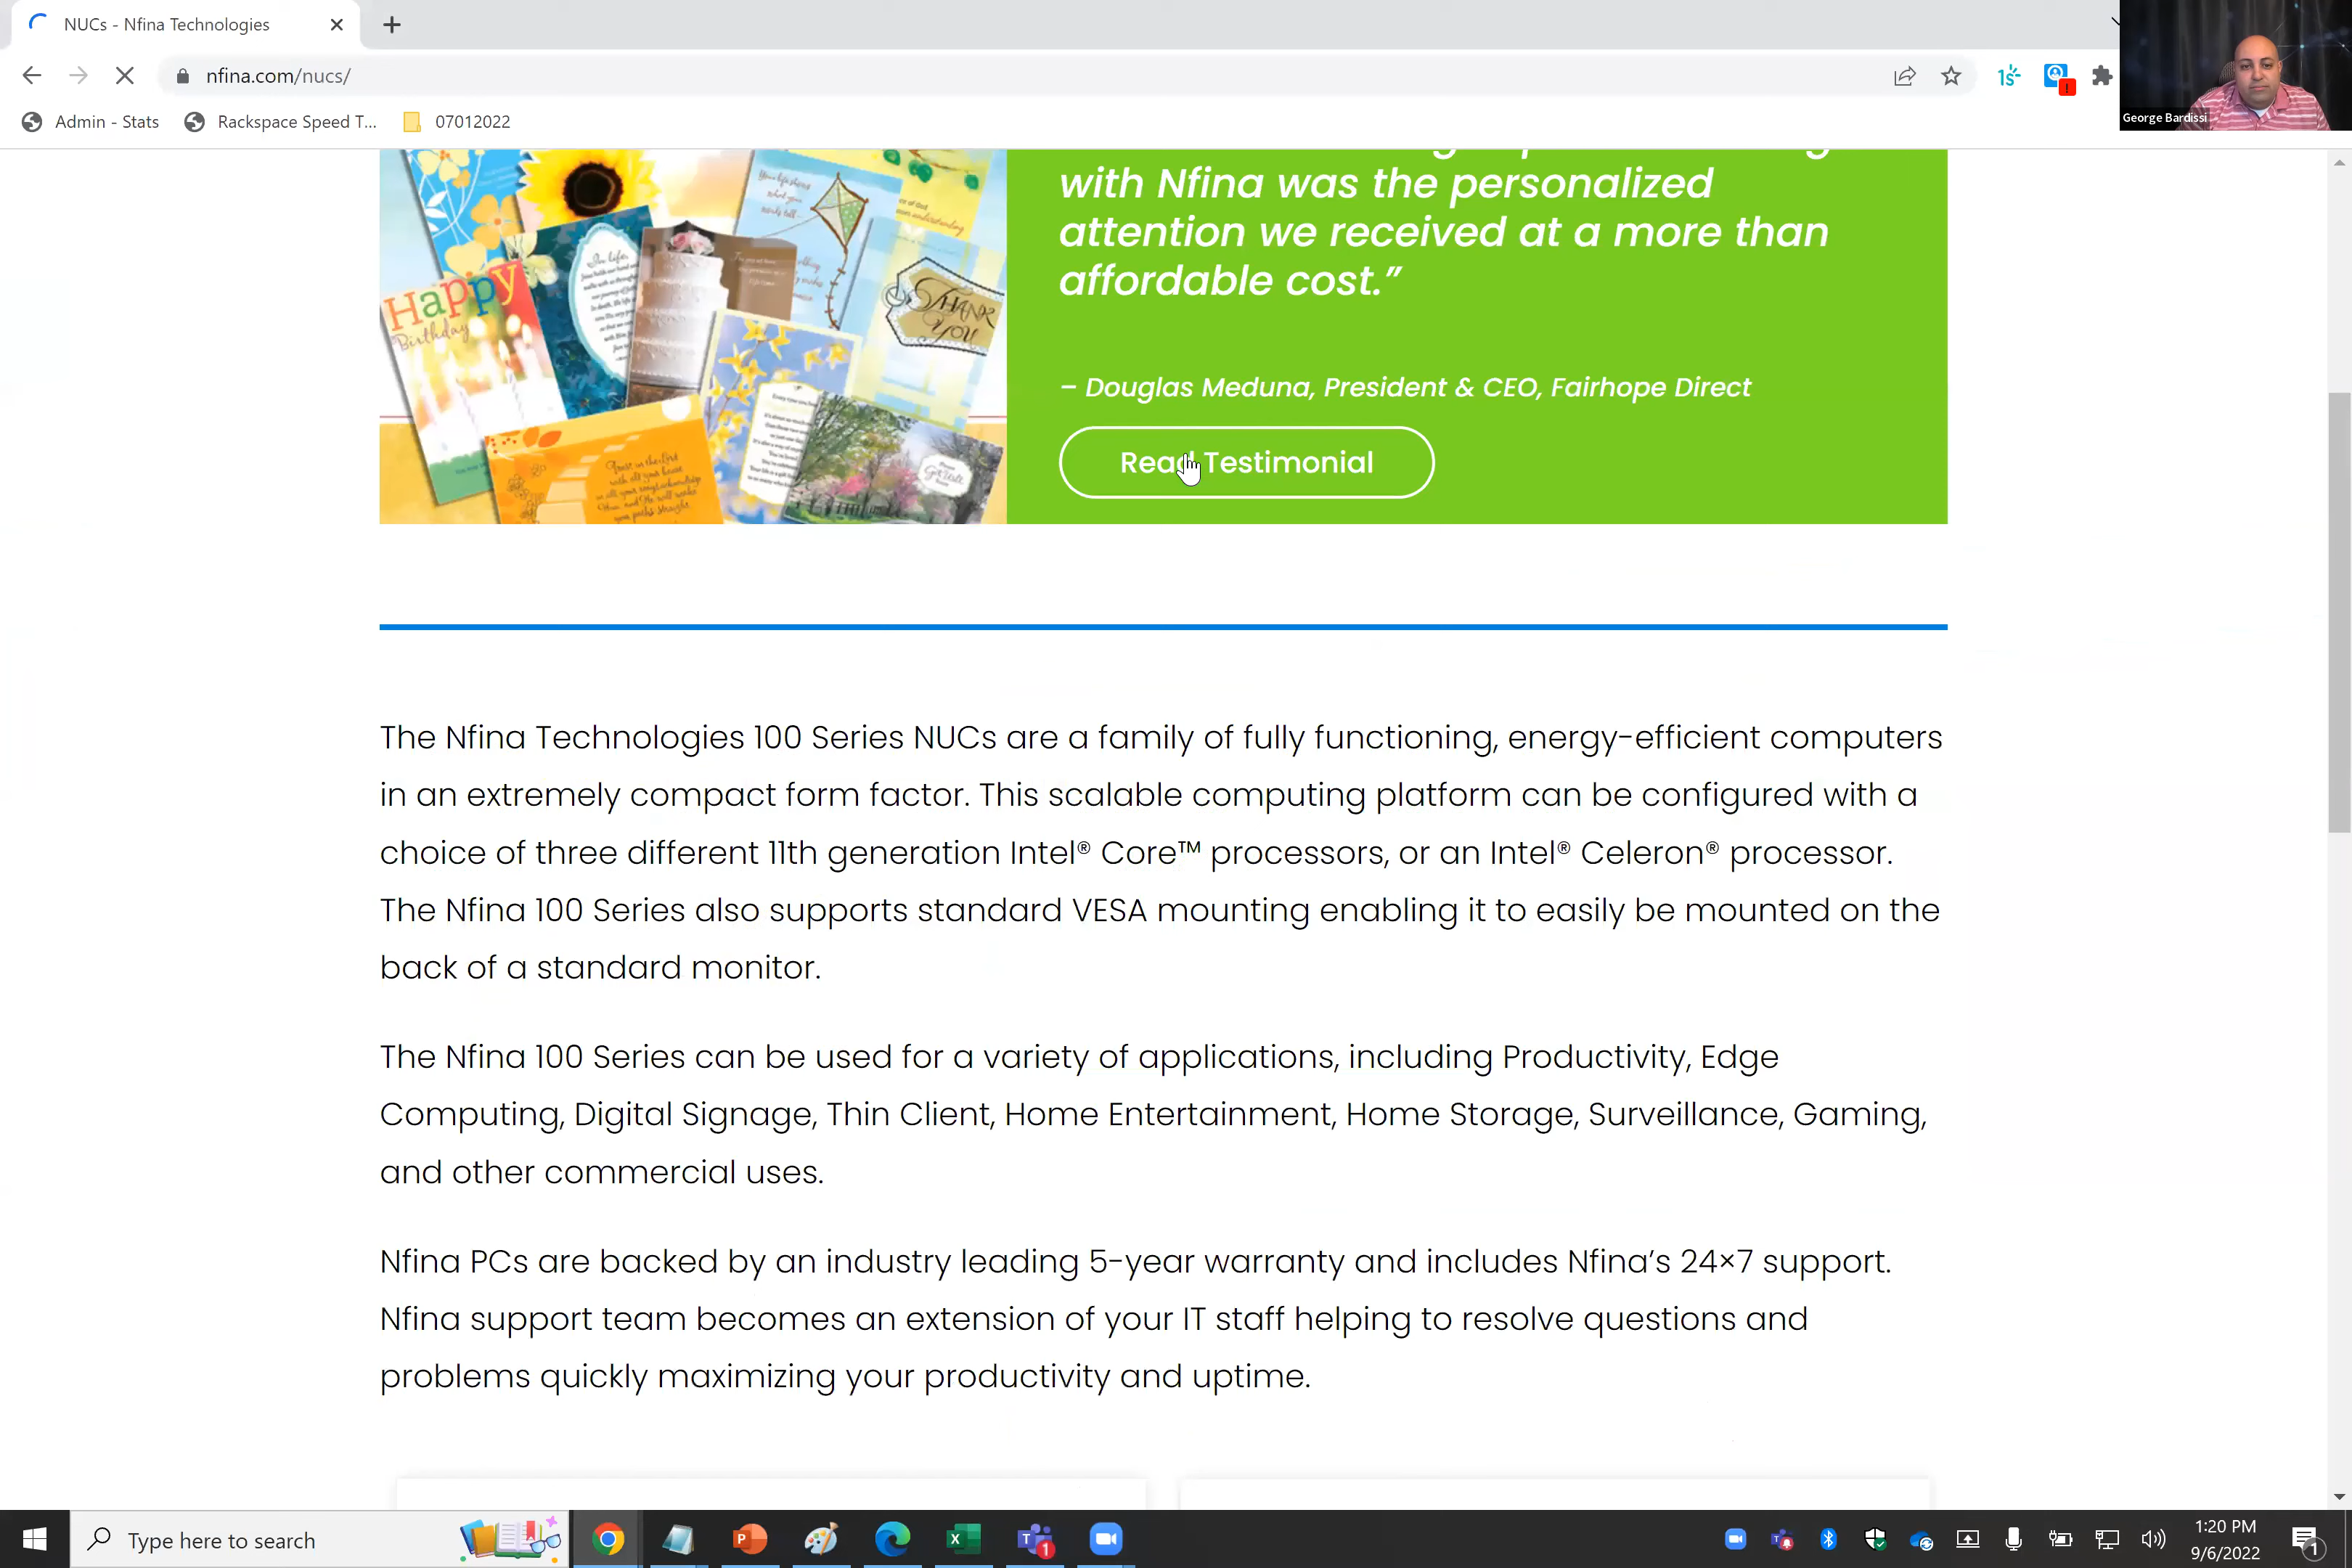 NUCs - Nfina Technologies
nfina.com/nucs/
1s
George Bardissi
Admin - Stats
Rackspace Speed T...
07012022
with Nfina was the personalized
attention we received at a more than
affordable cost.”
– Douglas Meduna, President & CEO, Fairhope Direct
Read Testimonial
Happy
Birthday
THANK
YOU
The Nfina Technologies 100 Series NUCs are a family of fully functioning, energy-efficient computers
in an extremely compact form factor. This scalable computing platform can be configured with a
choice of three different 11th generation Intel® Core™ processors, or an Intel® Celeron® processor.
The Nfina 100 Series also supports standard VESA mounting enabling it to easily be mounted on the
back of a standard monitor.
The Nfina 100 Series can be used for a variety of applications, including Productivity, Edge
Computing, Digital Signage, Thin Client, Home Entertainment, Home Storage, Surveillance, Gaming,
and other commercial uses.
Nfina PCs are backed by an industry leading 5-year warranty and includes Nfina’s 24×7 support.
Nfina support team becomes an extension of your IT staff helping to resolve questions and
problems quickly maximizing your productivity and uptime.
Type here to search
1:20 PM
9/6/2022